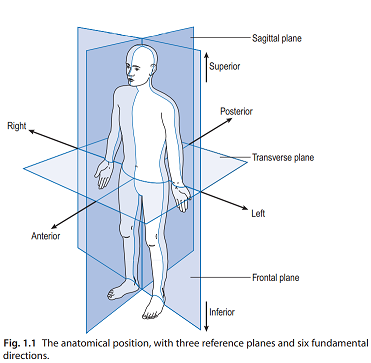 Sagittal plane
Superior
Posterior
Right
Transverse plane
Left
Anterior
Frontal plane
Inferior
Fig. 1.1 The anatomical position, with three reference planes and six fundamental
directions.